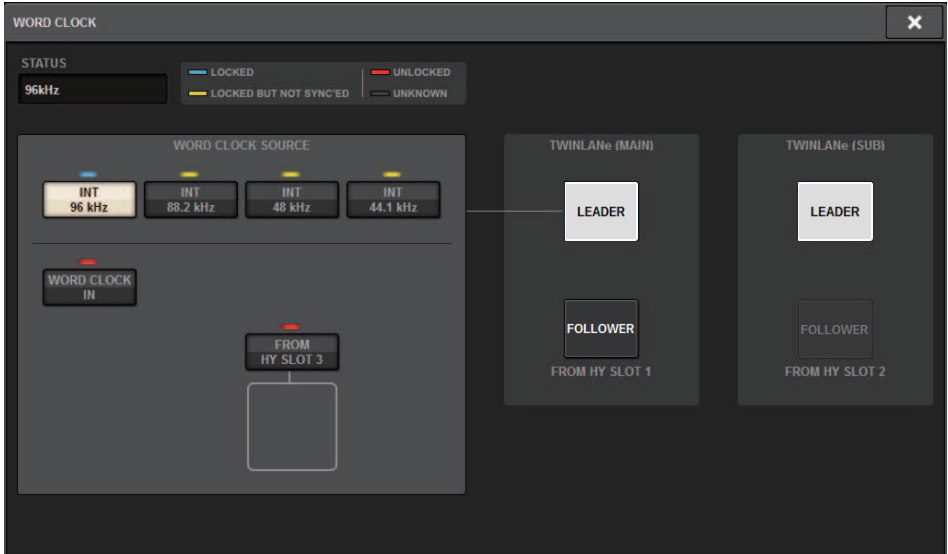 WORD CLOCK
STATUS
96kHz
LOCKED
UNLOCKED
LOCKED BUT NOT SYNC'ED
UNKNOWN
WORD CLOCK SOURCE
TWINLANe (MAIN)
TWINLANe (SUB)
INT
96 kHz
INT
88.2 kHz
INT
48 kHz
INT
44.1 kHz
LEADER
LEADER
WORD CLOCK
IN
FROM
HY SLOT 3
FOLLOWER
FOLLOWER
FROM HY SLOT 1
FROM HY SLOT 2